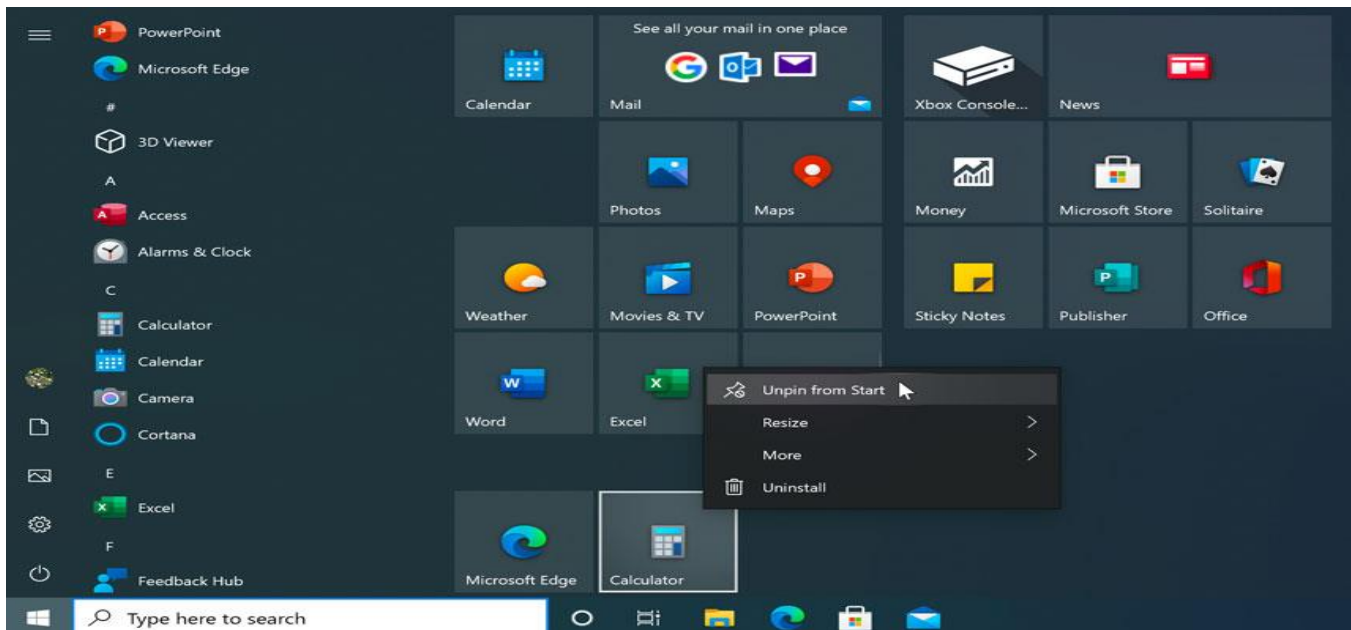 PowerPoint
Microsoft Edge
#
3D Viewer
A
Access
Alarms & Clock
C
Calculator
Calendar
Camera
Cortana
E
Excel
F
Feedback Hub
See all your mail in one place
Calendar
Mail
Xbox Console...
News
Photos
Maps
Money
Microsoft Store
Solitaire
Weather
Movies & TV
PowerPoint
Sticky Notes
Publisher
Office
Word
Excel
Unpin from Start
Resize
More
Uninstall
Microsoft Edge
Calculator
Type here to search